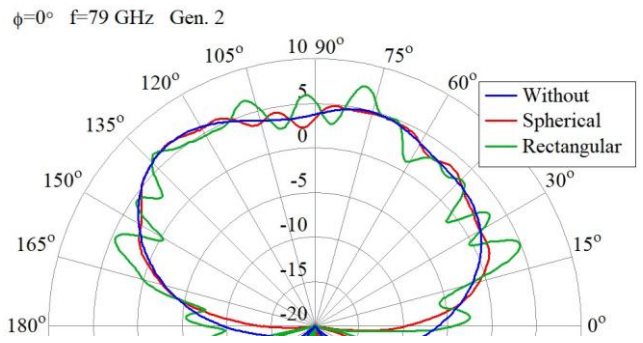 ϕ=0° f=79 GHz Gen. 2
105° 10 90° 75°
120° 5 60°
135° 0
150° -5 30°
165° -10 15°
-15
180° -20 0°
Without
Spherical
Rectangular